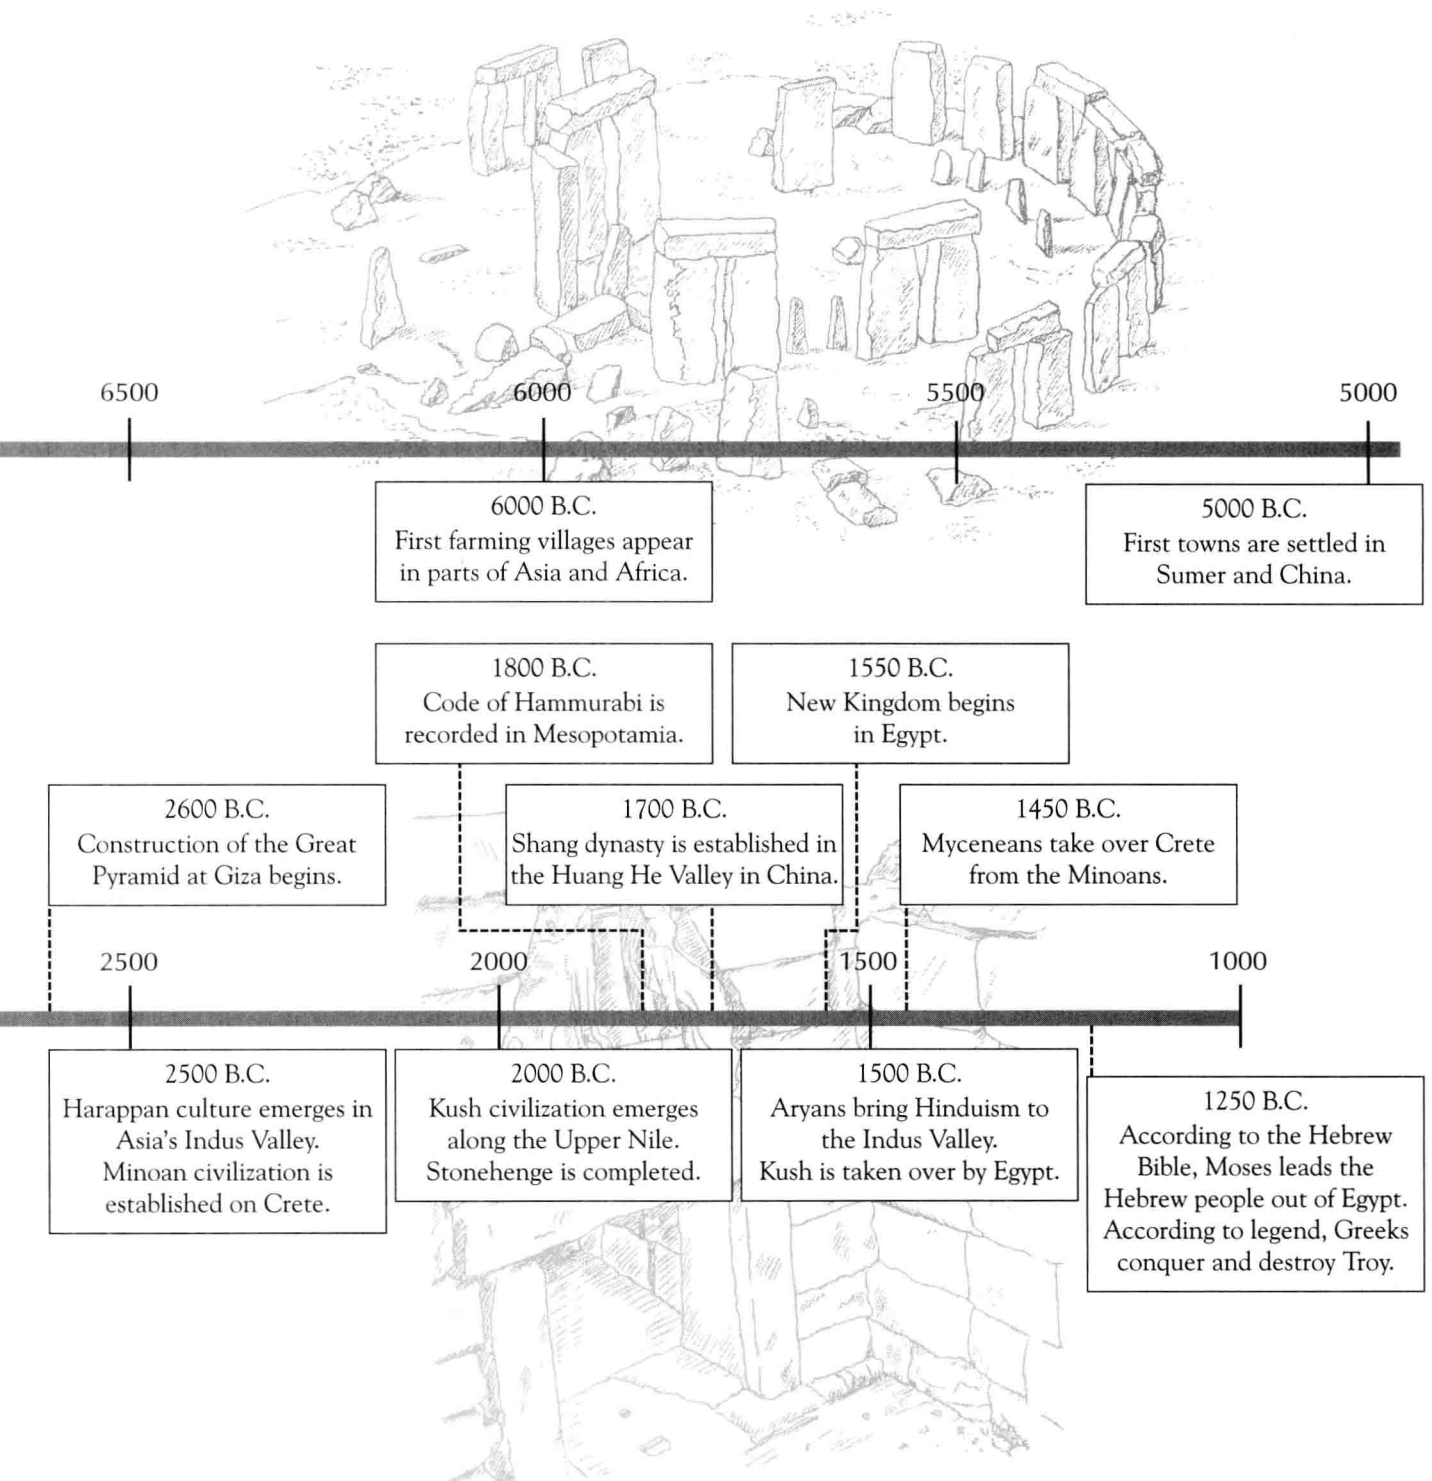 6500
6000
5500
5000
6000 B.C.
First farming villages appear
in parts of Asia and Africa.
5000 B.C.
First towns are settled in
Sumer and China.
1800 B.C.
Code of Hammurabi is
recorded in Mesopotamia.
1550 B.C.
New Kingdom begins
in Egypt.
2600 B.C.
Construction of the Great
Pyramid at Giza begins.
1700 B.C.
Shang dynasty is established in
the Huang He Valley in China.
1450 B.C.
Myceneans take over Crete
from the Minoans.
2500
2000
1500
1000
2500 B.C.
Harappan culture emerges in
Asia's Indus Valley.
Minoan civilization is
established on Crete.
2000 B.C.
Kush civilization emerges
along the Upper Nile.
Stonehenge is completed.
1500 B.C.
Aryans bring Hinduism to
the Indus Valley.
Kush is taken over by Egypt.
1250 B.C.
According to the Hebrew
Bible, Moses leads the
Hebrew people out of Egypt.
According to legend, Greeks
conquer and destroy Troy.